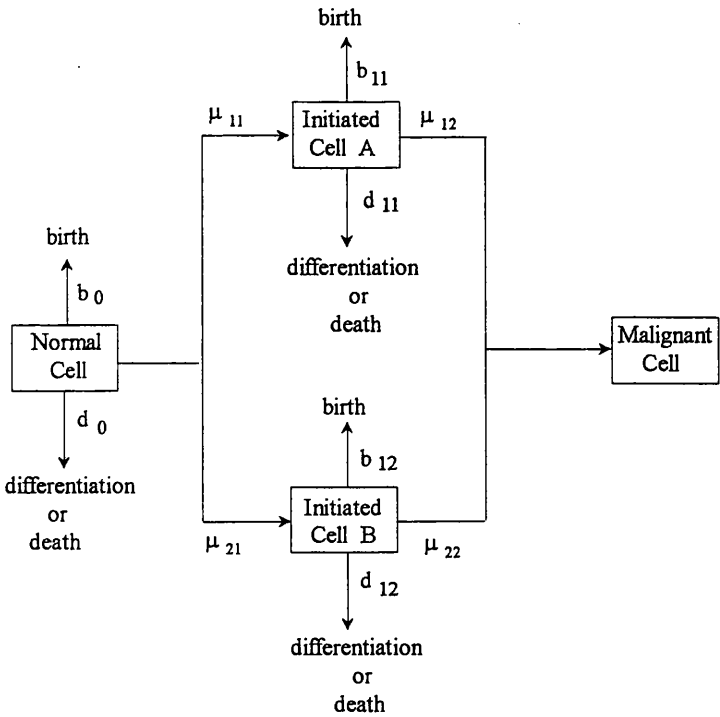 birth
b 11
μ 11
Initiated
Cell A
μ 12
d 11
differentiation
or
death
birth
b 0
Normal
Cell
d 0
differentiation
or
death
Malignant
Cell
birth
b 12
μ 21
Initiated
Cell B
μ 22
d 12
differentiation
or
death